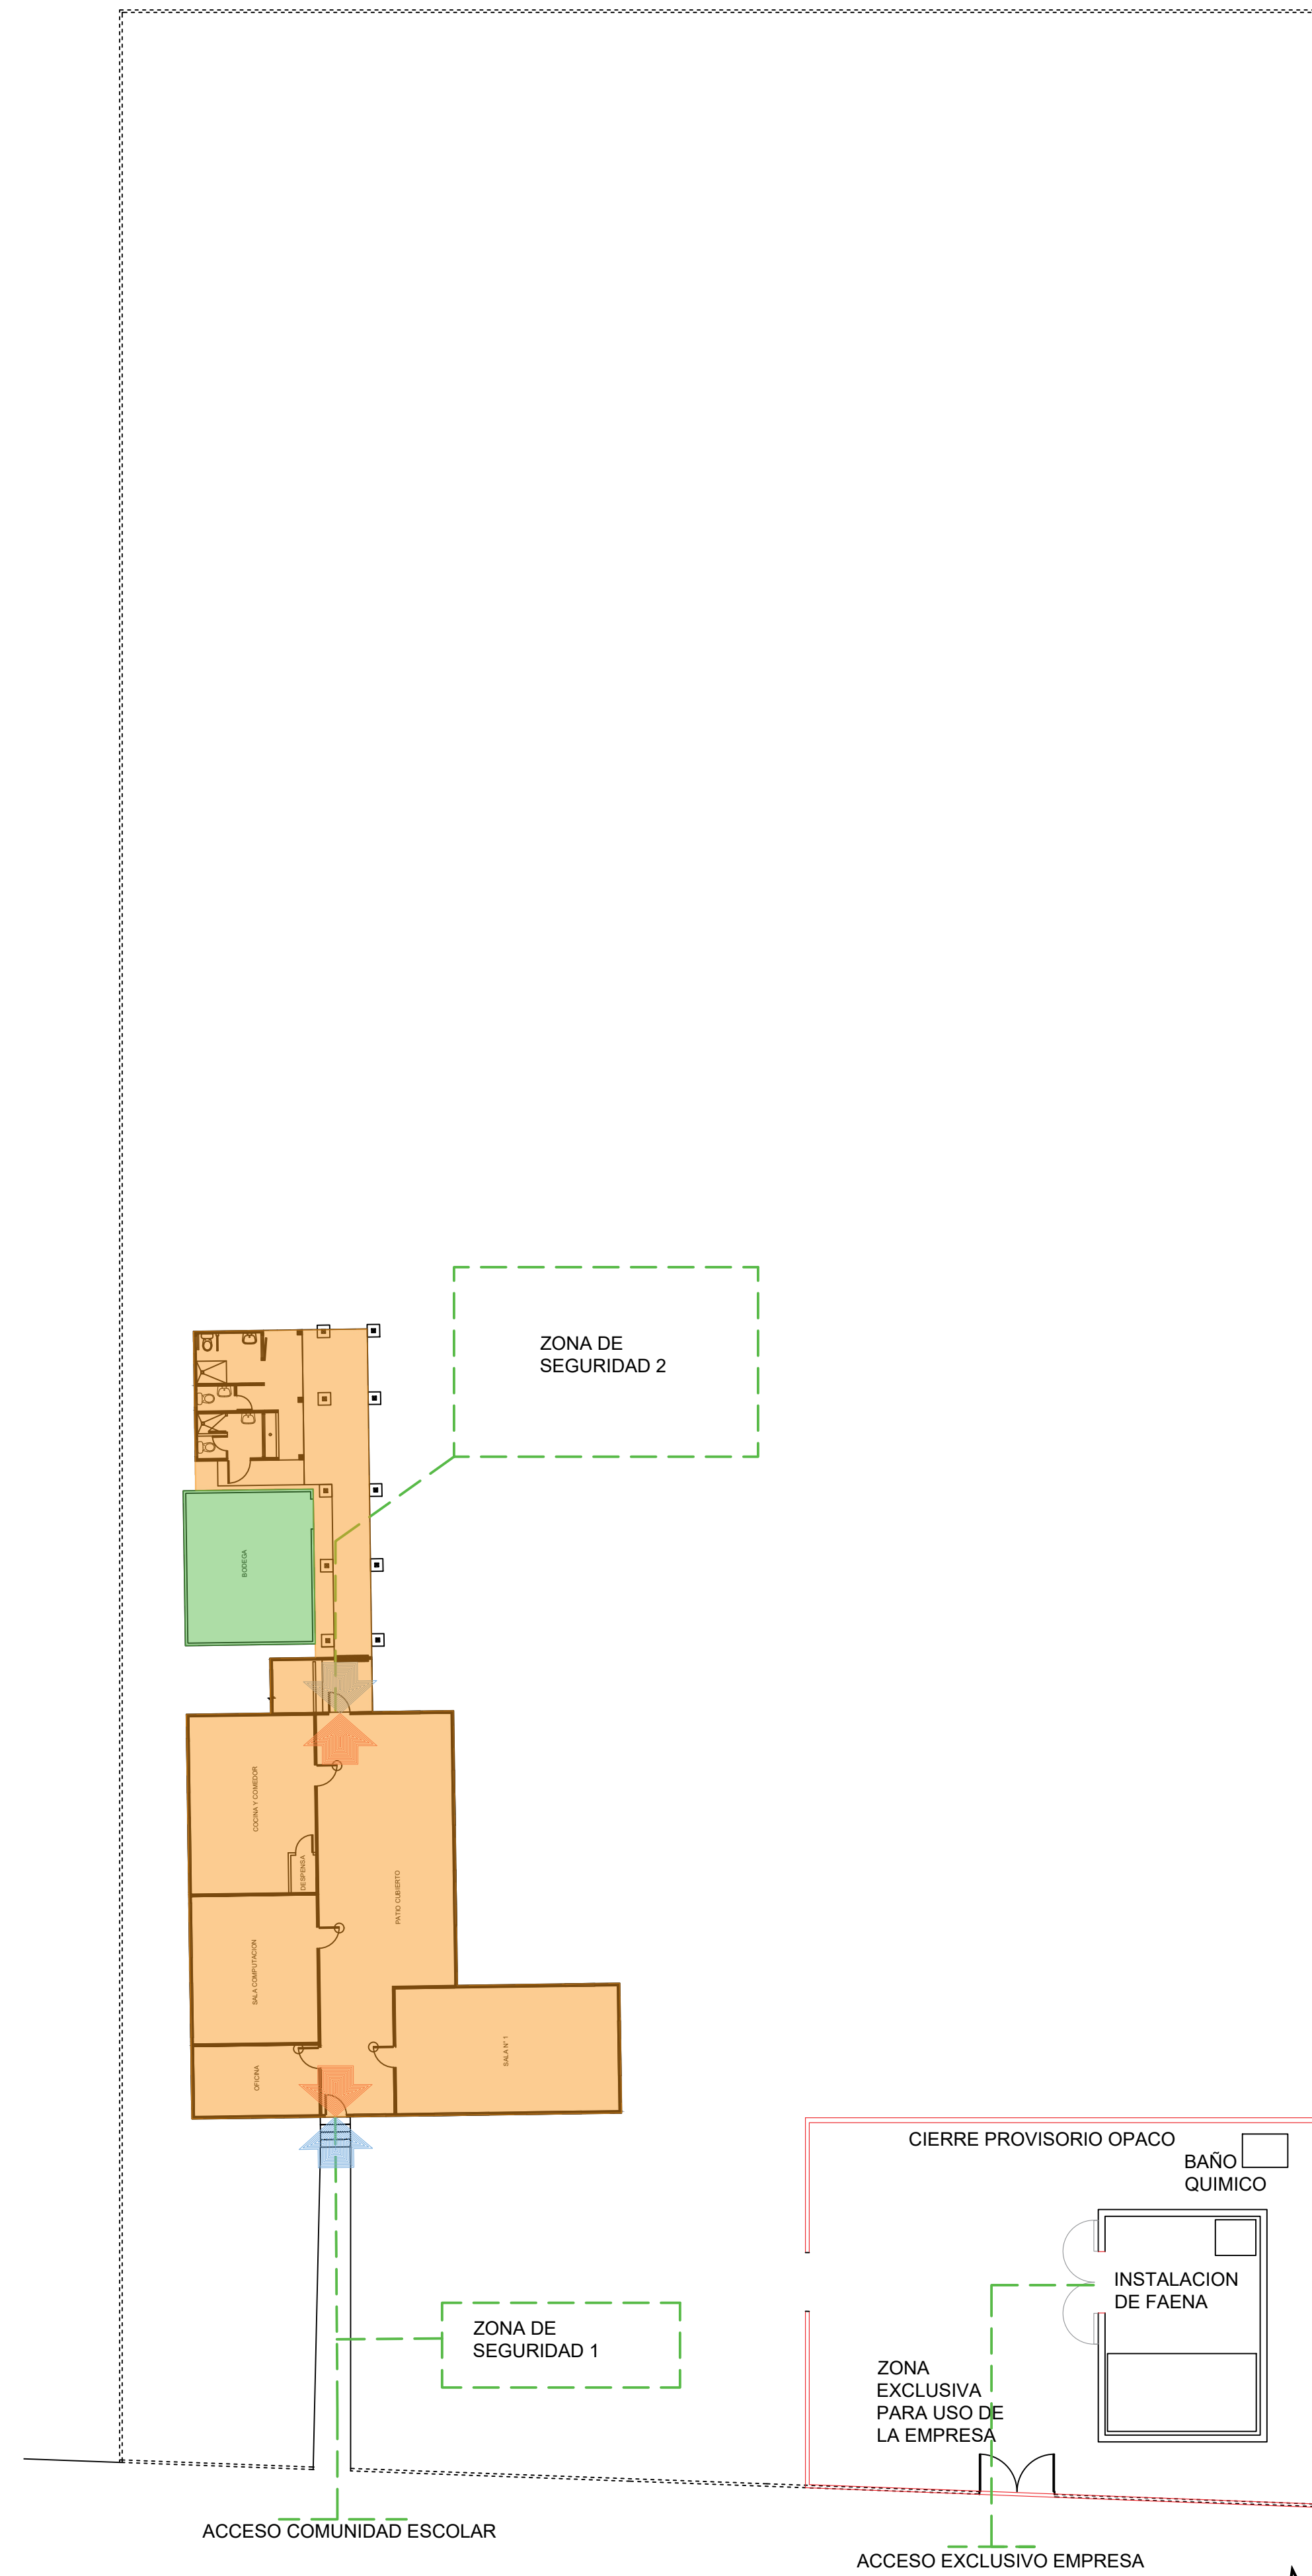 ZONA DE
SEGURIDAD 2
BODEGA
COCINA Y COMEDOR
DESPENSA
PATIO CUBIERTO
SALA COMPUTACION
SALA N° 1
OFICINA
CIERRE PROVISORIO OPACO
BAÑO
QUIMICO
INSTALACION
DE FAENA
ZONA DE
SEGURIDAD 1
ZONA
EXCLUSIVA
PARA USO DE
LA EMPRESA
ACCESO COMUNIDAD ESCOLAR
ACCESO EXCLUSIVO EMPRESA